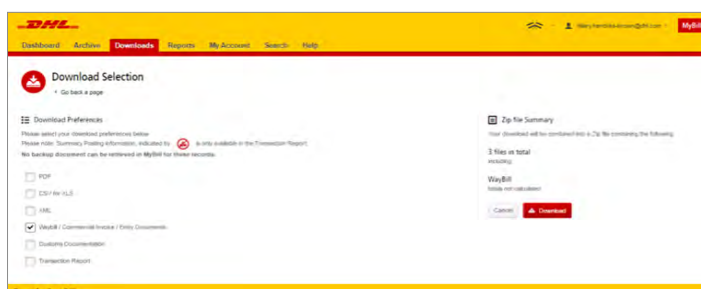 DHL
MyBill
Dashboard Archive Downloads Reports My Account Search Help
Download Selection
Go back a page
Download Preferences
Please select your download preferences below
Please note: Summary Posting information, indicated by is only available in the Transaction Report.
No backup document can be retrieved in MyBill for these records.
PDF
CSV for XLS
XML
Waybill / Commercial Invoice / Entry Documents
Customs Documentation
Transaction Report
Zip file Summary
Your download will be combined into a Zip file containing the following
3 files in total
including:
WayBill
totals not calculated
Cancel Download